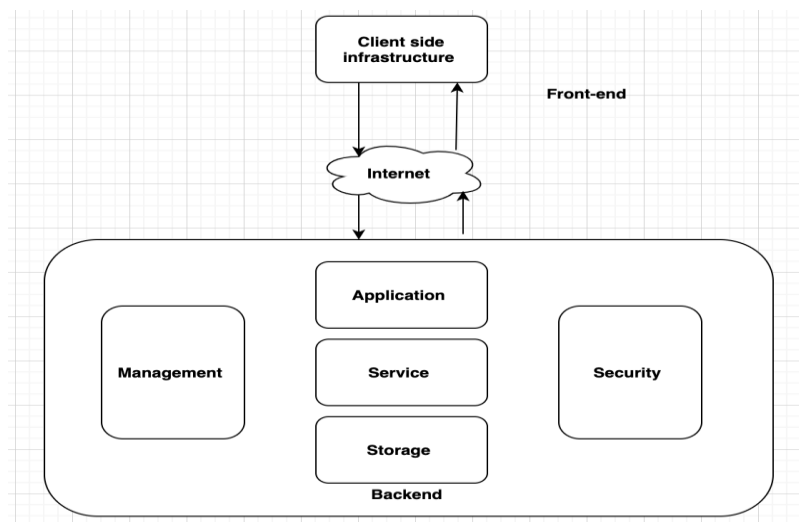 Client side
infrastructure
Front-end
Internet
Application
Management
Service
Security
Storage
Backend